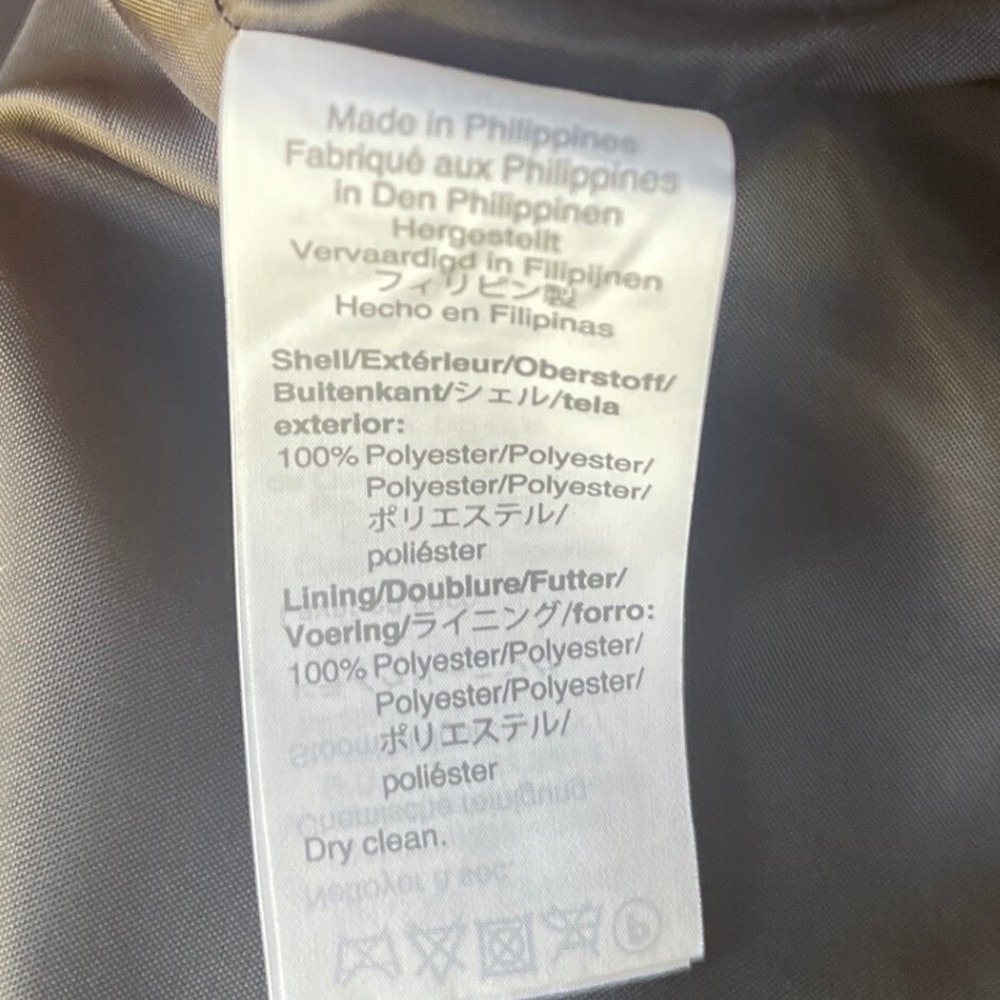 Made in Philippines
Fabriqué aux Philippines
in Den Philippinen
Hergestellt
Vervaardigd in Filipijnen
フィリピン製
Hecho en Filipinas
Shell/Extérieur/Oberstoff/
Buitenkant/シェル/tela
exterior:
100% Polyester/Polyester/
Polyester/Polyester/
ポリエステル/
poliéster
Lining/Doublure/Futter/
Voering/ライニング/forro:
100% Polyester/Polyester/
Polyester/Polyester/
ポリエステル/
poliéster
Dry clean.